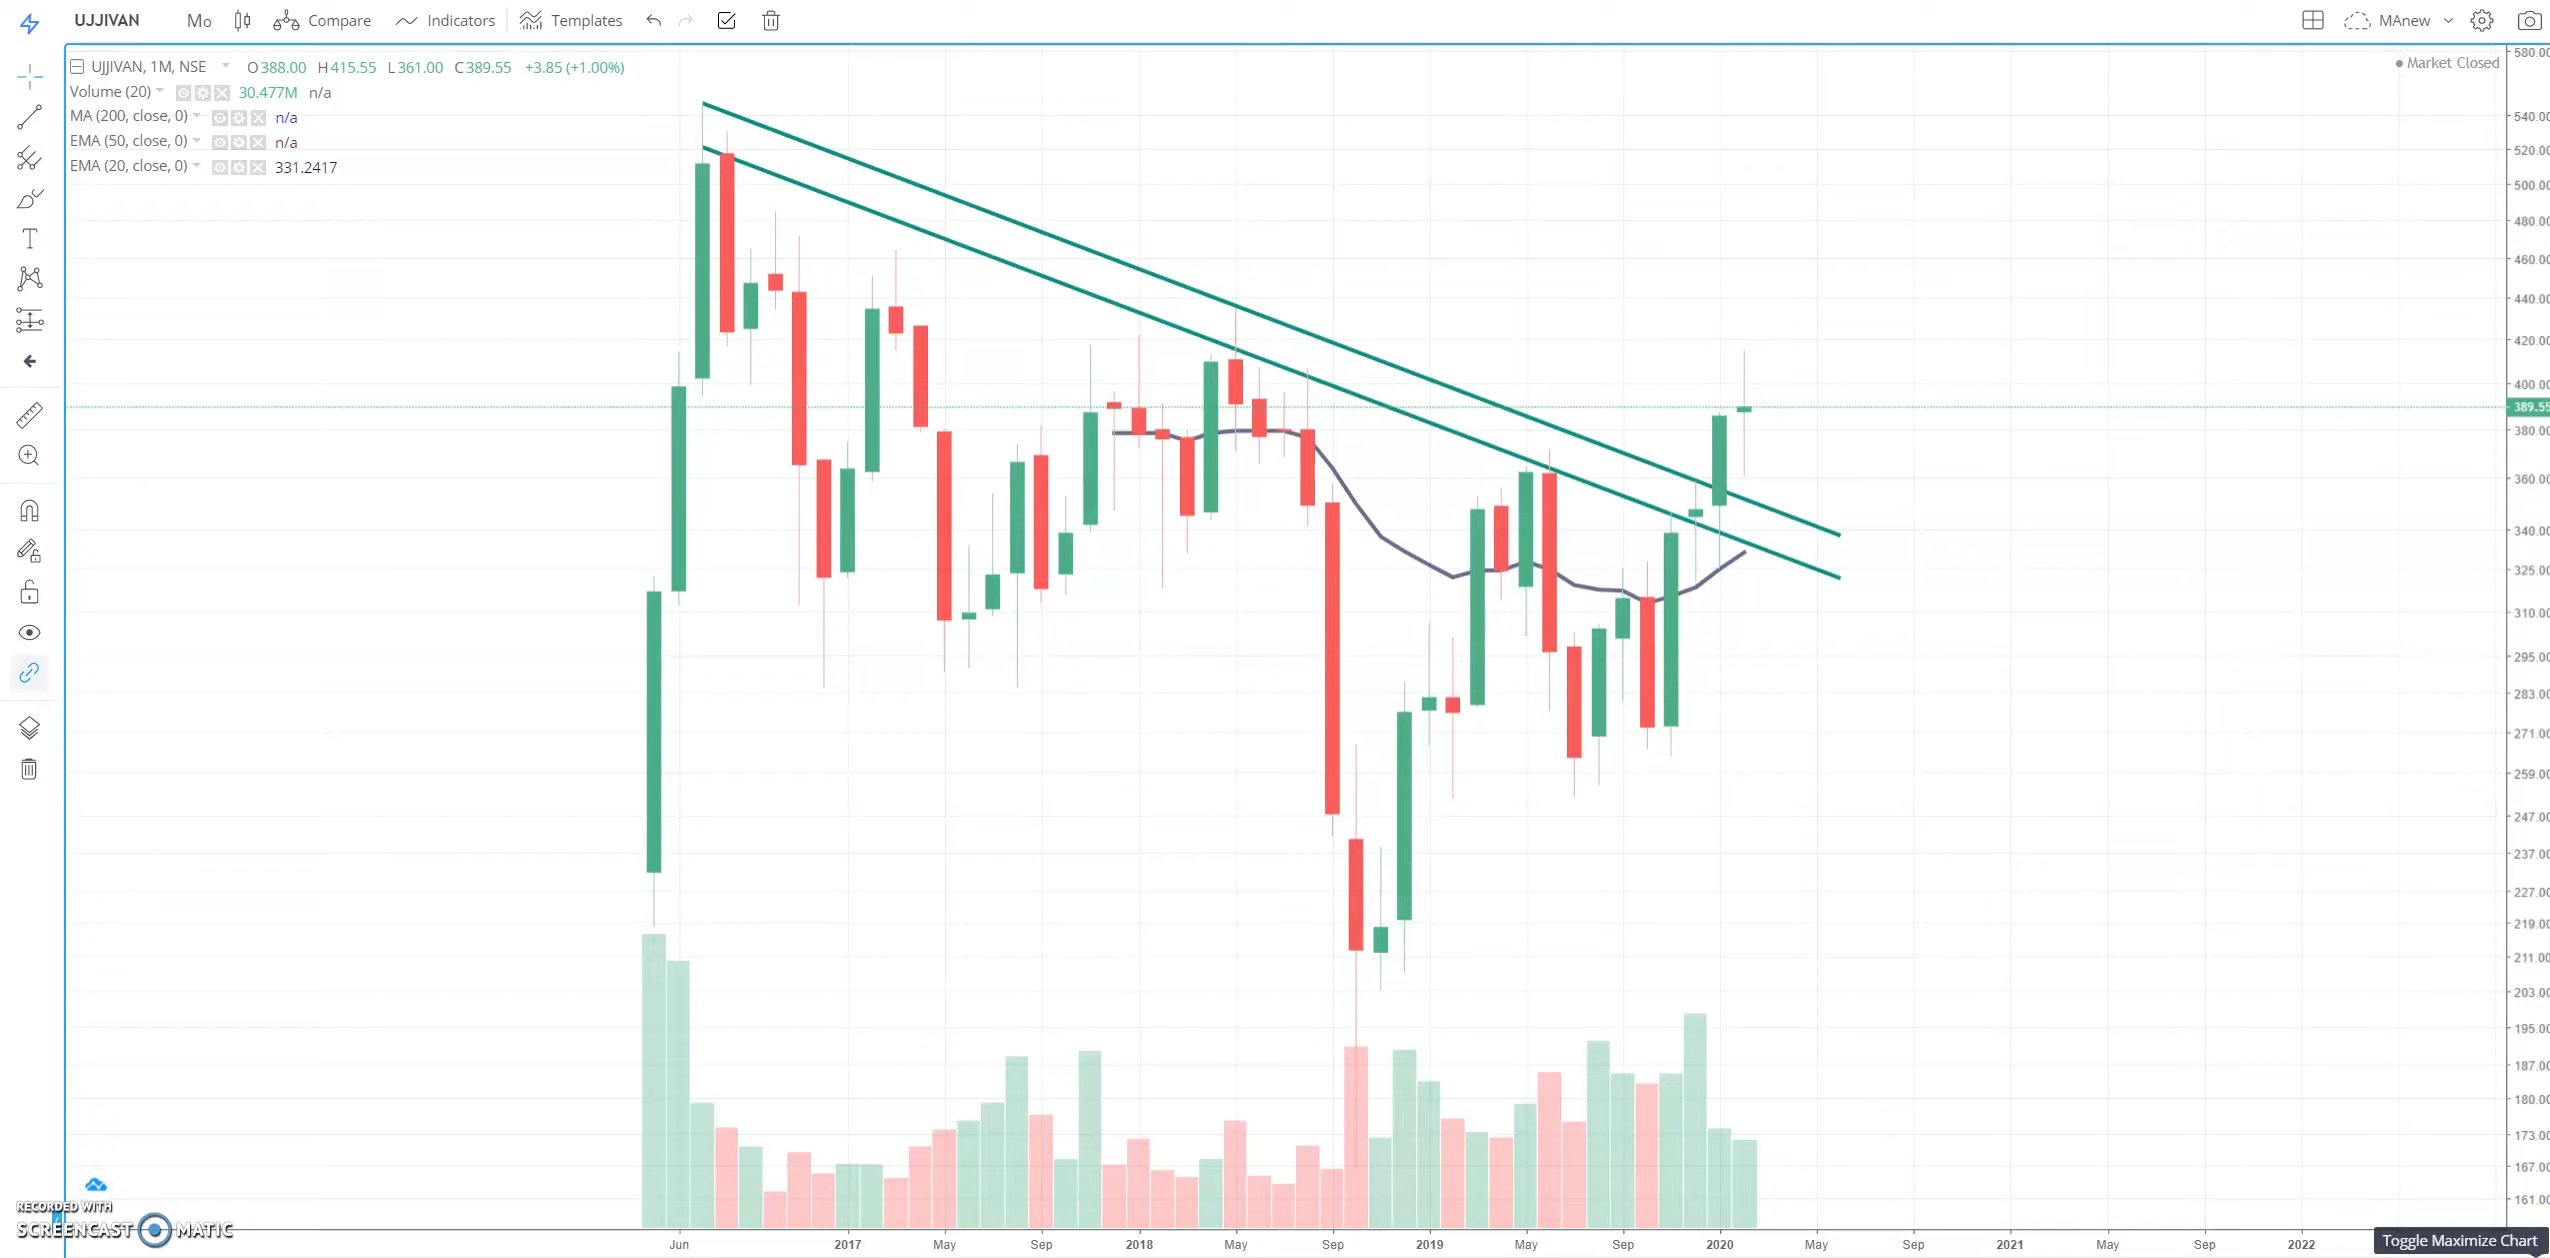 UJJIVAN Mo Compare Indicators Templates MAnew
UJJIVAN, 1M, NSE O388.00 H415.55 L361.00 C389.55 +3.85 (+1.00%)
Market Closed
Volume (20) 30.477M n/a
MA (200, close, 0) n/a
EMA (50, close, 0) n/a
EMA (20, close, 0) 331.2417
580.00
540.00
520.00
500.00
480.00
460.00
440.00
420.00
400.00
389.55
380.00
360.00
340.00
325.00
310.00
295.00
283.00
271.00
259.00
247.00
237.00
227.00
219.00
211.00
203.00
195.00
187.00
180.00
173.00
167.00
161.00
RECORDED WITH
SCREENCAST MATIC
Jun 2017 May Sep 2018 May Sep 2019 May Sep 2020 May Sep 2021 May Sep 2022
Toggle Maximize Chart